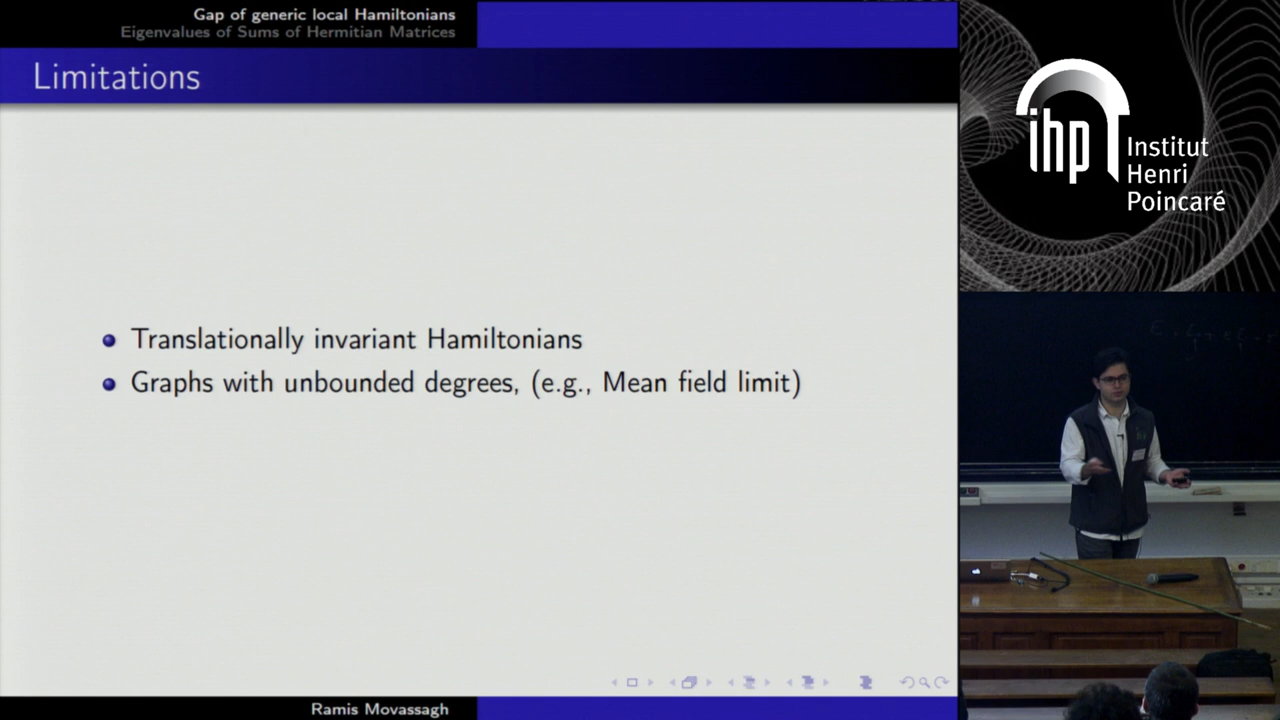 Gap of generic local Hamiltonians
Eigenvalues of Sums of Hermitian Matrices
Limitations
Translationally invariant Hamiltonians
Graphs with unbounded degrees, (e.g., Mean field limit)
Ramis Movassagh
ihp
Institut
Henri
Poincaré